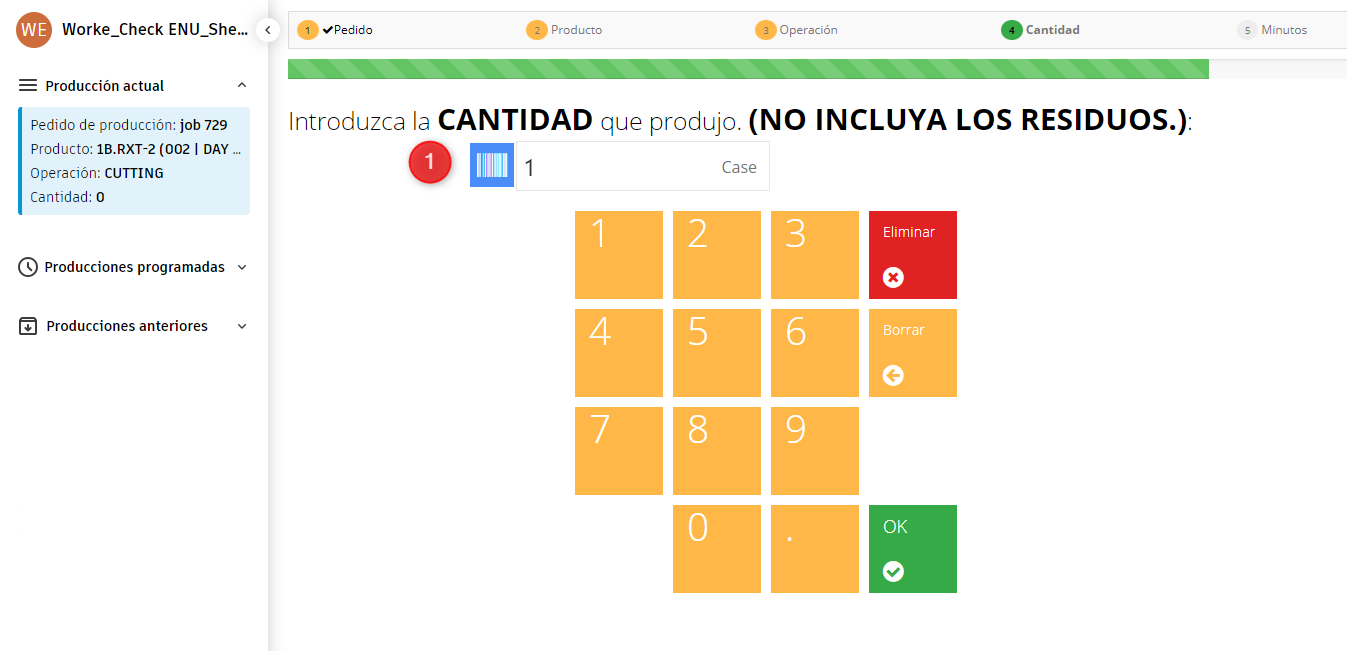 WE
Worke_Check ENU_She...
Producción actual
Pedido de producción: job 729
Producto: 1B.RXT-2 (002 | DAY ...
Operación: CUTTING
Cantidad: 0
Producciones programadas
Producciones anteriores
1 Pedido
2 Producto
3 Operación
4 Cantidad
5 Minutos
Introduzca la CANTIDAD que produjo. (NO INCLUYA LOS RESIDUOS.):
1
1 Case
1 2 3 Eliminar
4 5 6 Borrar
7 8 9
0 . OK